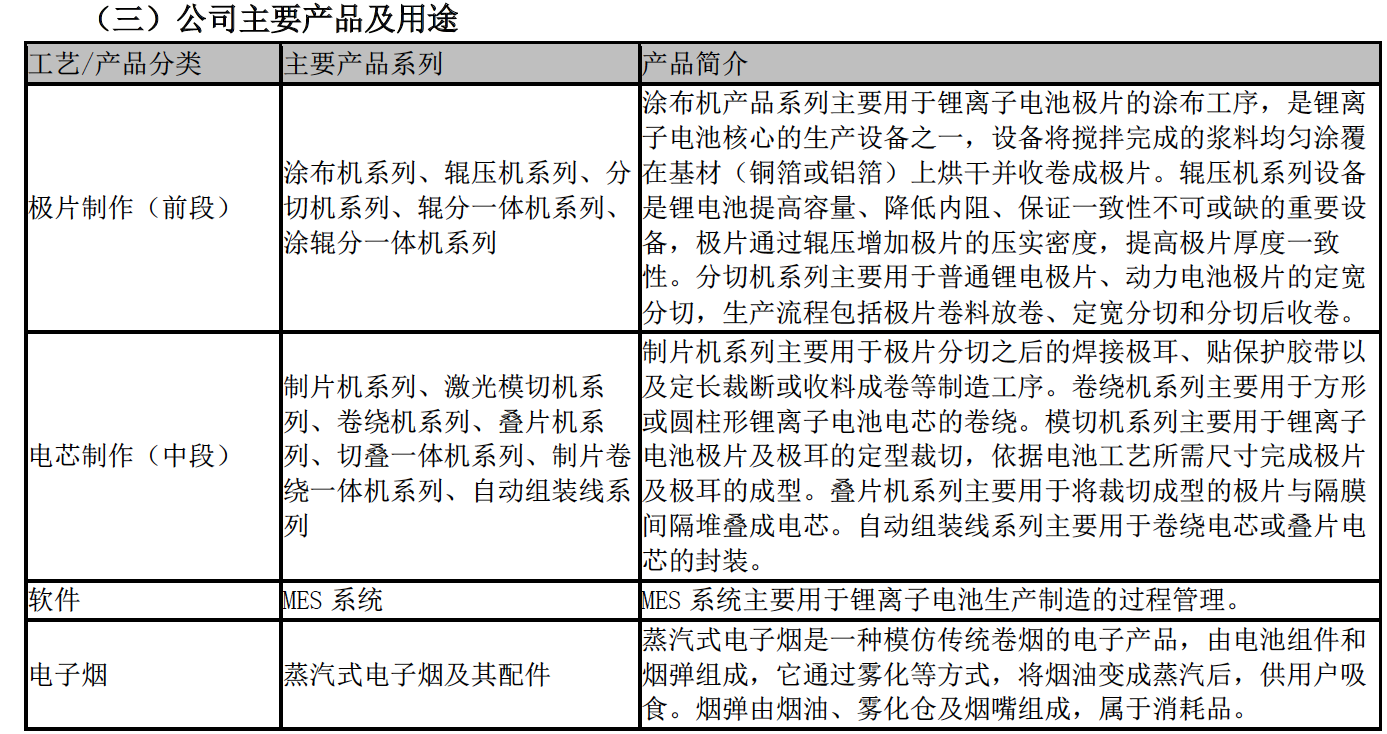 （三）公司主要产品及用途
工艺/产品分类
主要产品系列
产品简介
极片制作（前段）
涂布机系列、辊压机系列、分
切机系列、辊分一体机系列、
涂辊分一体机系列
涂布机产品系列主要用于锂离子电池极片的涂布工序，是锂离
子电池核心的生产设备之一，设备将搅拌完成的浆料均匀涂覆
在基材（铜箔或铝箔）上烘干并收卷成极片。辊压机系列设备
是锂电池提高容量、降低内阻、保证一致性不可或缺的重要设
备，极片通过辊压增加极片的压实密度，提高极片厚度一致
性。分切机系列主要用于普通锂电极片、动力电池极片的定宽
分切，生产流程包括极片卷料放卷、定宽分切和分切后收卷。
电芯制作（中段）
制片机系列、激光模切机系
列、卷绕机系列、叠片机系
列、切叠一体机系列、制片卷
绕一体机系列、自动组装线系
列
制片机系列主要用于极片分切之后的焊接极耳、贴保护胶带以
及定长裁断或收料成卷等制造工序。卷绕机系列主要用于方形
或圆柱形锂离子电池电芯的卷绕。模切机系列主要用于锂离子
电池极片及极耳的定型裁切，依据电池工艺所需尺寸完成极片
及极耳的成型。叠片机系列主要用于将裁切成型的极片与隔膜
间隔堆叠成电芯。自动组装线系列主要用于卷绕电芯或叠片电
芯的封装。
软件
MES 系统
MES 系统主要用于锂离子电池生产制造的过程管理。
电子烟
蒸汽式电子烟及其配件
蒸汽式电子烟是一种模仿传统卷烟的电子产品，由电池组件和
烟弹组成，它通过雾化等方式，将烟油变成蒸汽后，供用户吸
食。烟弹由烟油、雾化仓及烟嘴组成，属于消耗品。